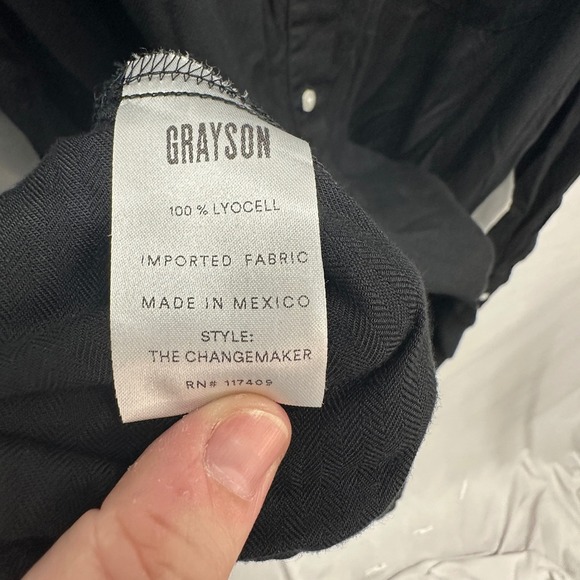 GRAYSON
100 % LYOCELL
IMPORTED FABRIC
MADE IN MEXICO
STYLE:
THE CHANGEMAKER
RN# 117409